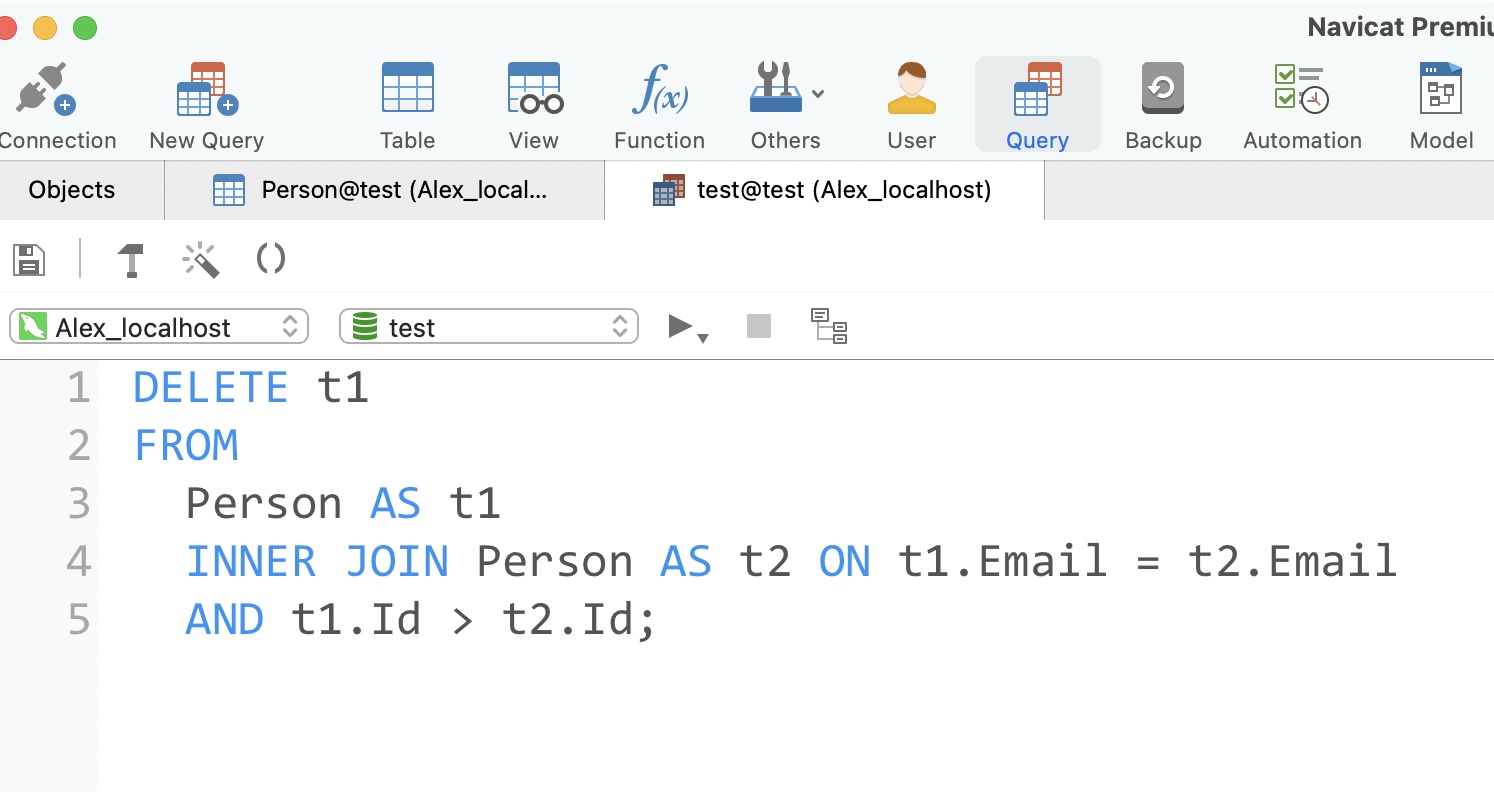 Navicat Premiu
Connection New Query Table View Function Others User Query Backup Automation Model
Objects Person@test (Alex_local... test@test (Alex_localhost)
Alex_localhost test
1 DELETE t1
2 FROM
3 Person AS t1
4 INNER JOIN Person AS t2 ON t1.Email = t2.Email
5 AND t1.Id > t2.Id;